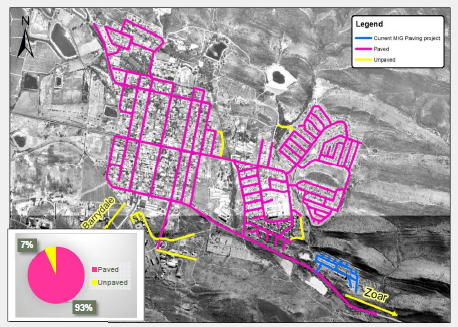 N
Legend
Current MIG Paving project
Paved
Unpaved
Barrydale
Zoar
7%
Paved
Unpaved
93%